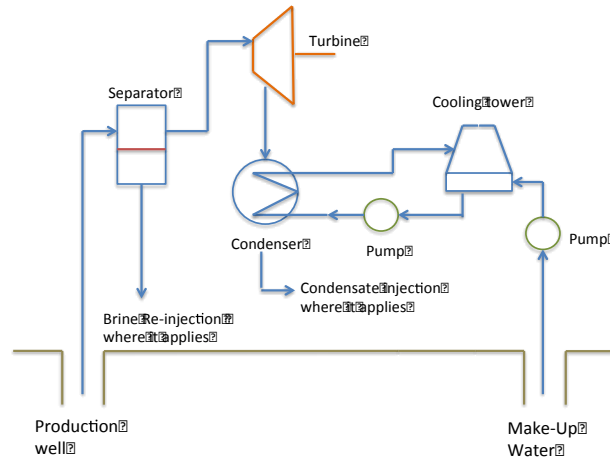 Turbine
Separator
Cooling tower
Condenser
Pump
Pump
Condensate injection
where it applies
Brine Re-injection
where it applies
Production
well
Make-Up
Water